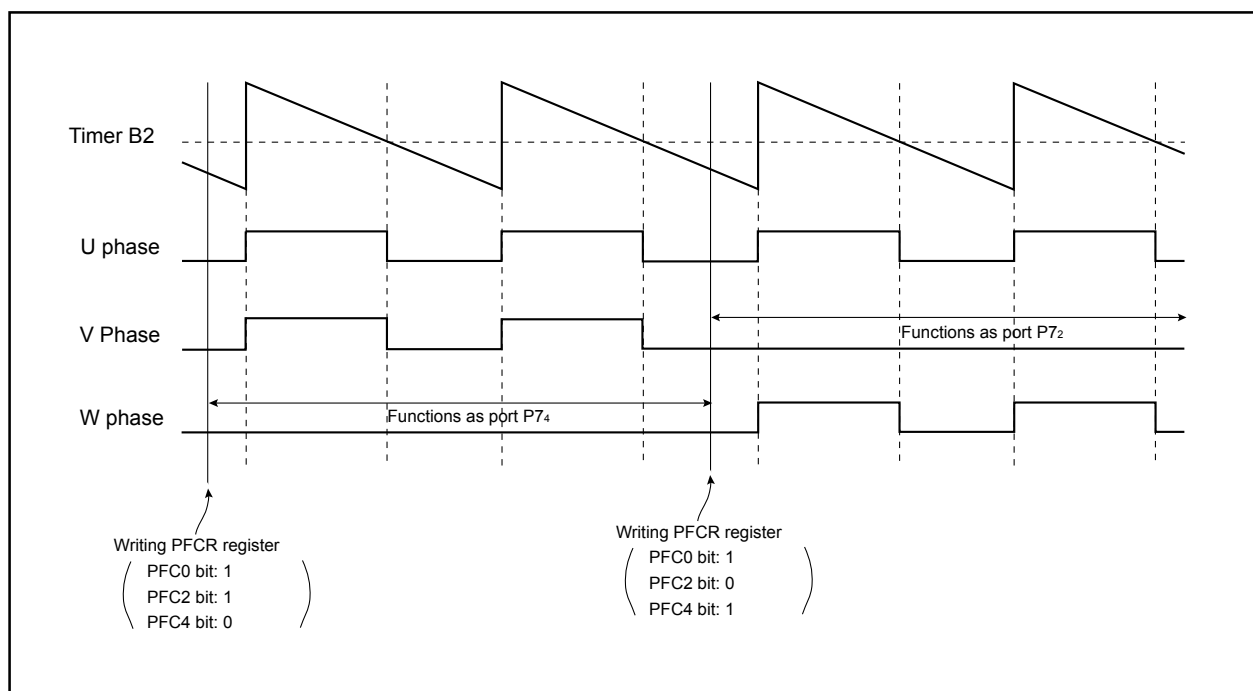 Timer B2
U phase
V Phase
Functions as port P7₂
W phase
Functions as port P7₄
Writing PFCR register
PFC0 bit: 1
PFC2 bit: 1
PFC4 bit: 0
Writing PFCR register
PFC0 bit: 1
PFC2 bit: 0
PFC4 bit: 1